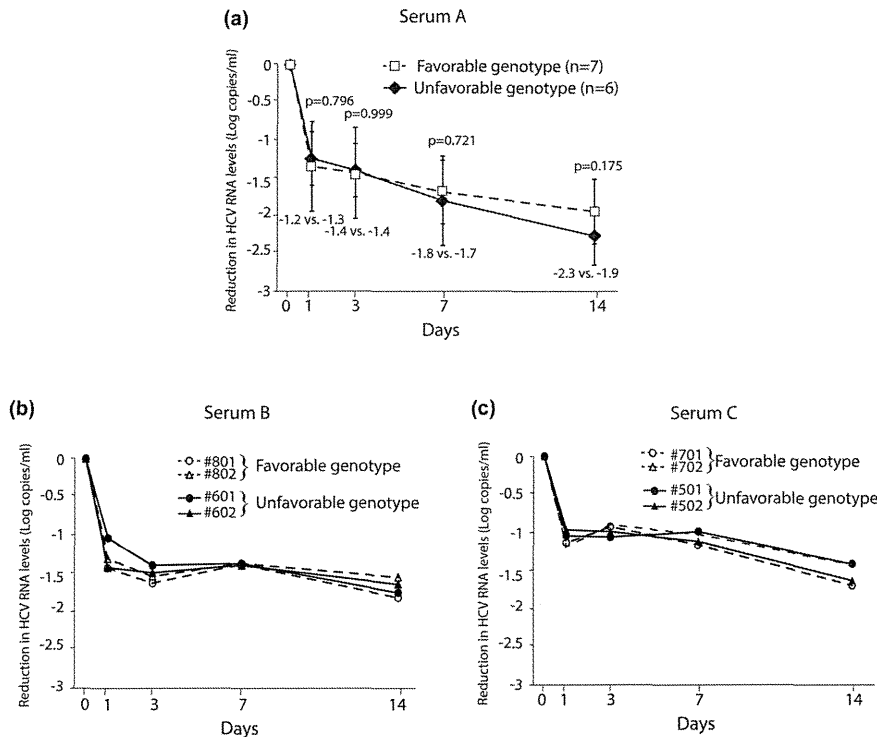 Serum A
(a)
Reduction in HCV RNA levels (Log copies/ml)
0
-0.5
-1
-1.5
-2
-2.5
-3
Favorable genotype (n=7)
Unfavorable genotype (n=6)
p=0.796
p=0.999
p=0.721
p=0.175
-1.2 vs. -1.3
-1.4 vs. -1.4
-1.8 vs. -1.7
-2.3 vs. -1.9
0 1 3 7 14
Days
(b)
Serum B
Reduction in HCV RNA levels (Log copies/ml)
0
-0.5
-1
-1.5
-2
-2.5
-3
#801
#802
Favorable genotype
#601
#602
Unfavorable genotype
0 1 3 7 14
Days
(c)
Serum C
Reduction in HCV RNA levels (Log copies/ml)
0
-0.5
-1
-1.5
-2
-2.5
-3
#701
#702
Favorable genotype
#501
#502
Unfavorable genotype
0 1 3 7 14
Days